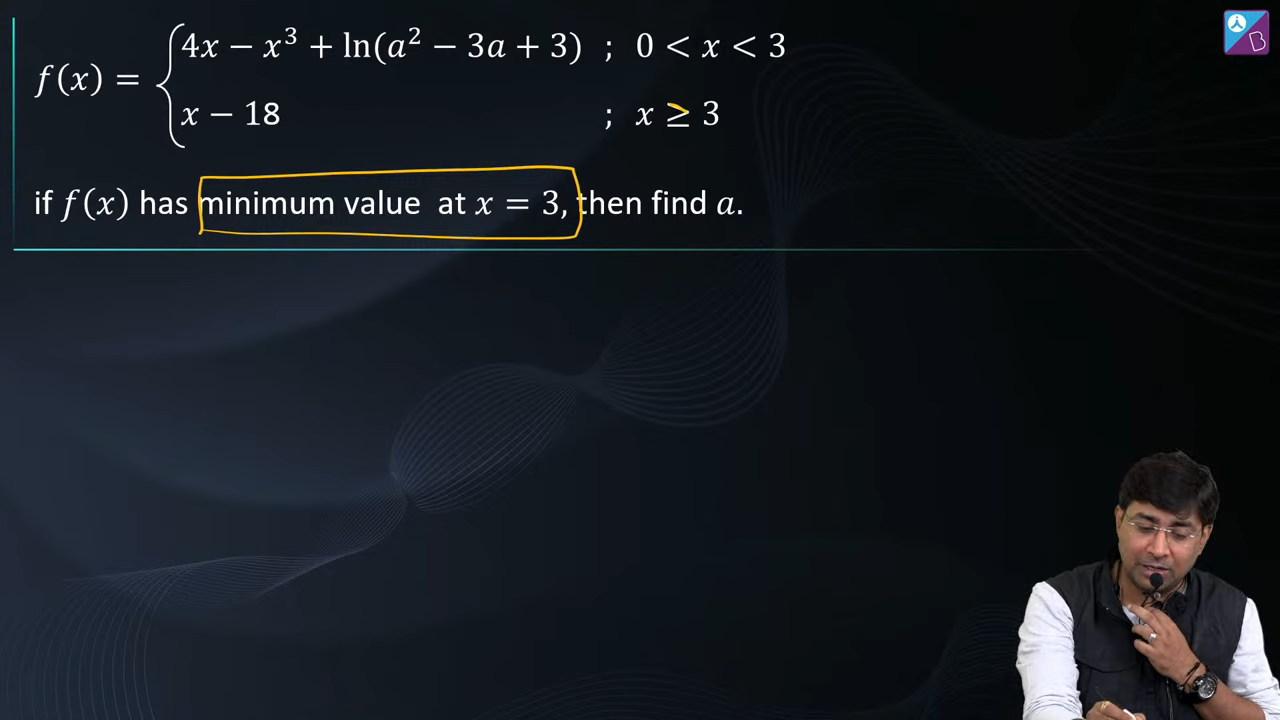 f(x) = { 4x − x³ + ln(a² − 3a + 3) ; 0 < x < 3
x − 18 ; x ≥ 3
if f(x) has minimum value at x = 3, then find a.
B